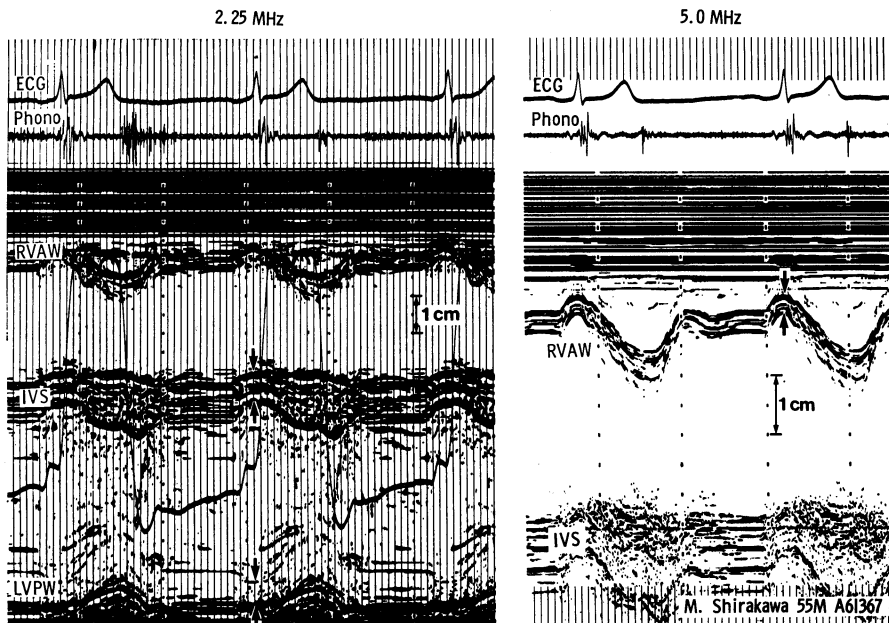 2.25 MHz
ECG
Phono
RVAW
1 cm
IVS
LVPW
5.0 MHz
ECG
Phono
RVAW
1 cm
IVS
M. Shirakawa 55M A61367